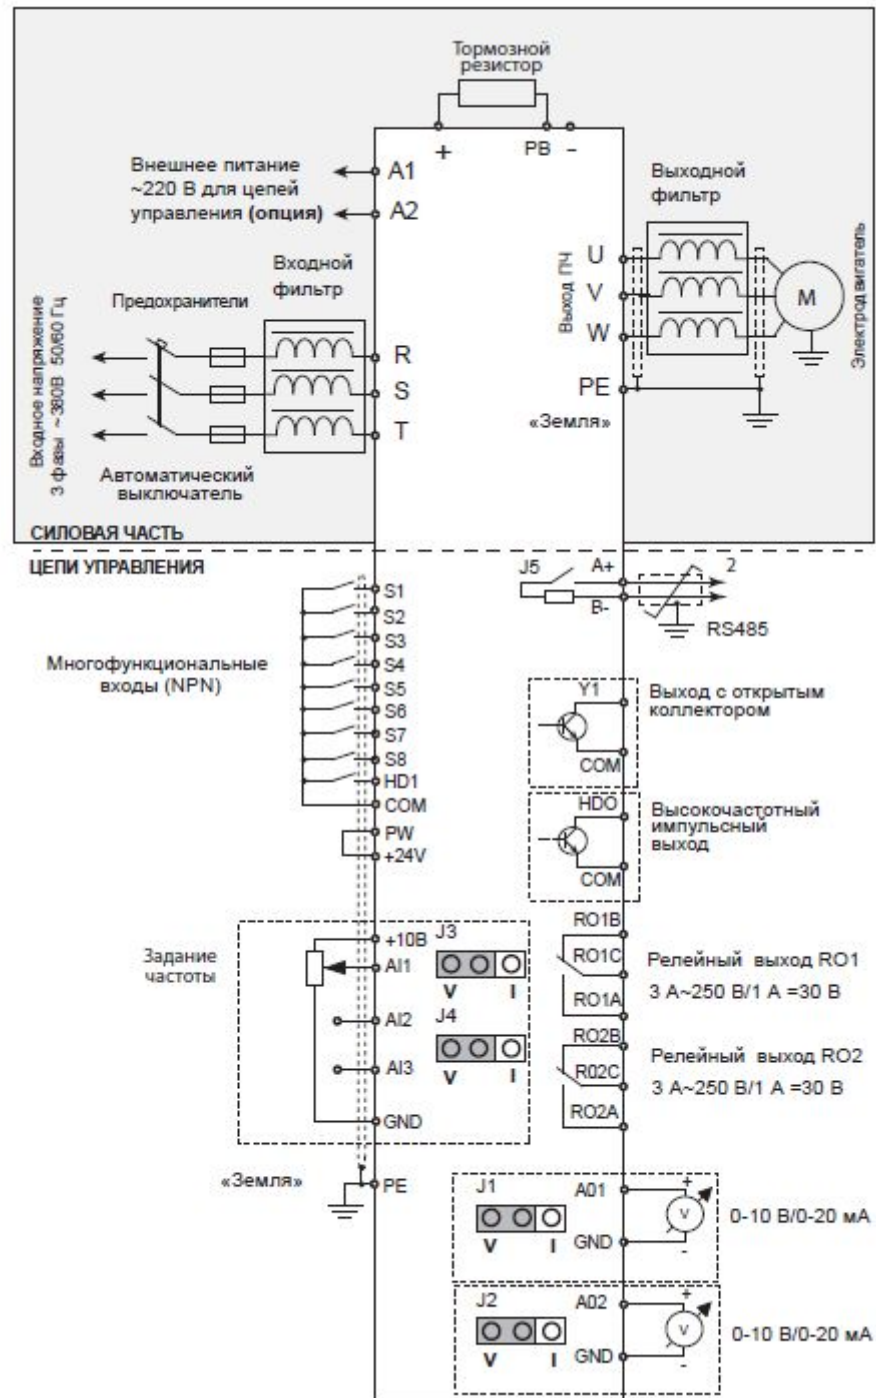 Тормозной
резистор
+
PB
-
Внешнее питание
~220 В для цепей
управления (опция)
A1
A2
Выходной
фильтр
Входной
фильтр
Предохранители
Входное напряжение
3 фазы ~380В 50/60 Гц
R
S
T
Автоматический
выключатель
Выход ПЧ
U
V
W
M
Электродвигатель
PE
«Земля»
СИЛОВАЯ ЧАСТЬ
ЦЕПИ УПРАВЛЕНИЯ
J5
A+
B-
2
RS485
Многофункциональные
входы (NPN)
S1
S2
S3
S4
S5
S6
S7
S8
HD1
COM
PW
+24V
Y1
COM
Выход с открытым
коллектором
HDO
COM
Высокочастотный
импульсный
выход
Задание
частоты
+10В
AI1
AI2
AI3
GND
J3
V I
J4
V I
RO1B
RO1C
RO1A
Релейный выход RO1
3 А~250 В/1 А =30 В
RO2B
R02C
RO2A
Релейный выход RO2
3 А~250 В/1 А =30 В
«Земля»
PE
J1
V I
A01
GND
+
V
-
0-10 В/0-20 мА
J2
V I
A02
GND
+
V
-
0-10 В/0-20 мА